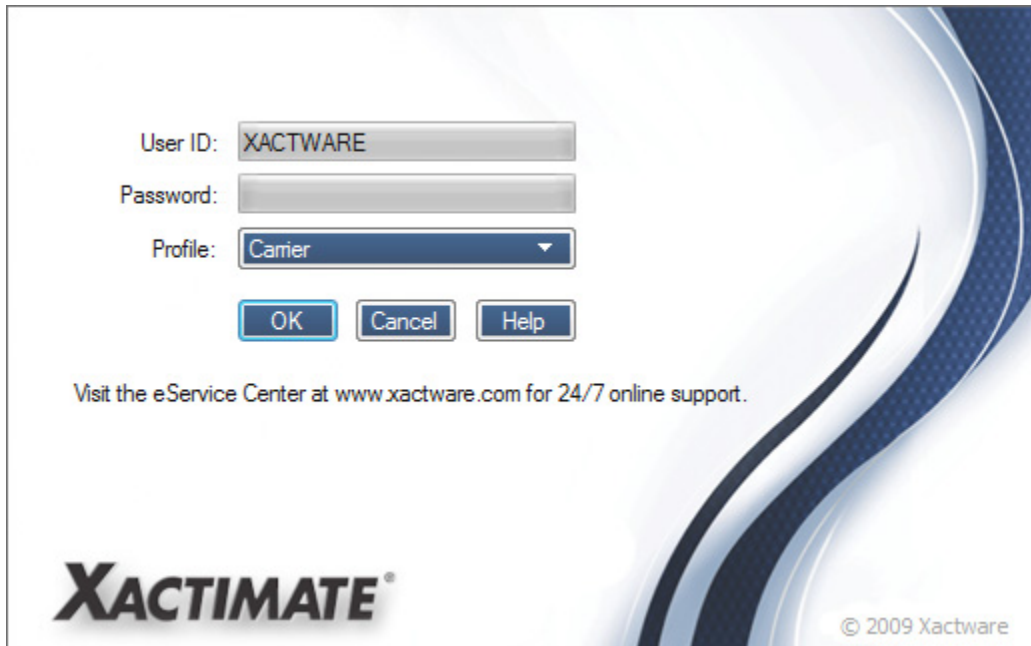 User ID: XACTWARE
Password:
Profile: Carrier
OK Cancel Help
Visit the eService Center at www.xactware.com for 24/7 online support.
XACTIMATE®
© 2009 Xactware